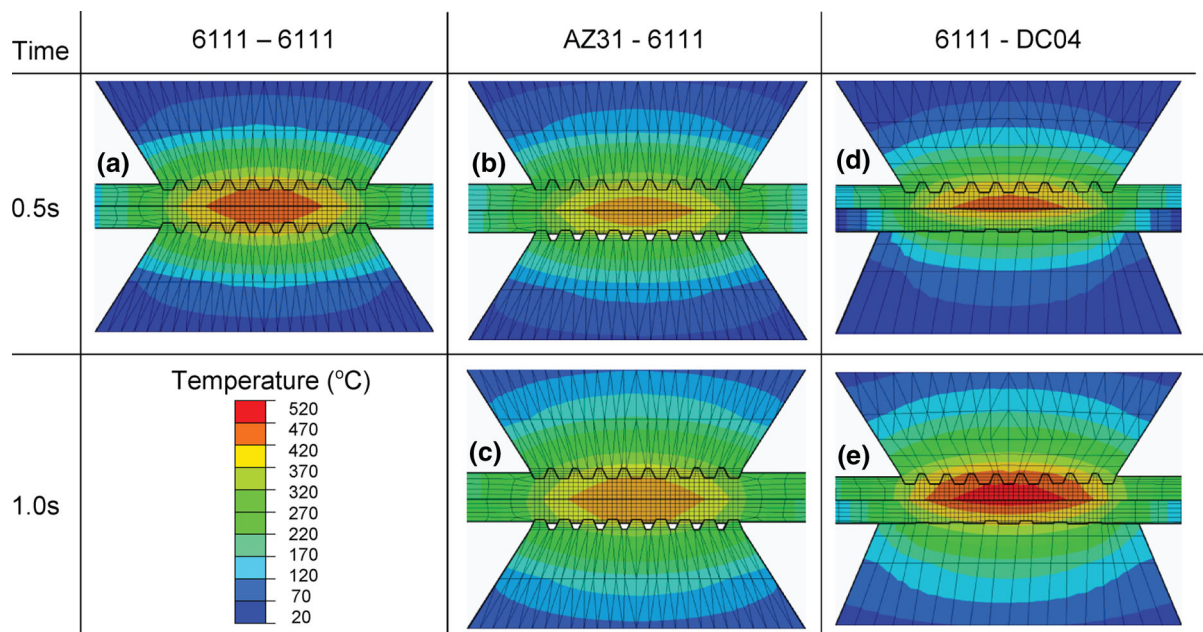 Time
6111 – 6111
AZ31 - 6111
6111 - DC04
0.5s
(a)
(b)
(d)
1.0s
Temperature (°C)
520
470
420
370
320
270
220
170
120
70
20
(c)
(e)